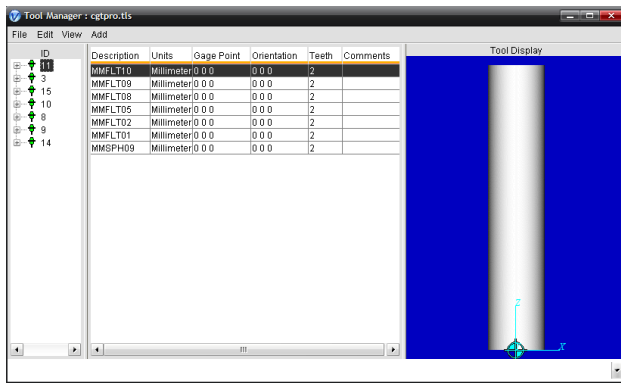 Tool Manager : cgtpro.tls
File Edit View Add
ID Description Units Gage Point Orientation Teeth Comments Tool Display
11 MMFLT10 Millimeter 0 0 0 0 0 0 2
3 MMFLT09 Millimeter 0 0 0 0 0 0 2
15 MMFLT08 Millimeter 0 0 0 0 0 0 2
10 MMFLT05 Millimeter 0 0 0 0 0 0 2
8 MMFLT02 Millimeter 0 0 0 0 0 0 2
9 MMFLT01 Millimeter 0 0 0 0 0 0 2
14 MMSPH09 Millimeter 0 0 0 0 0 0 2
Z
X